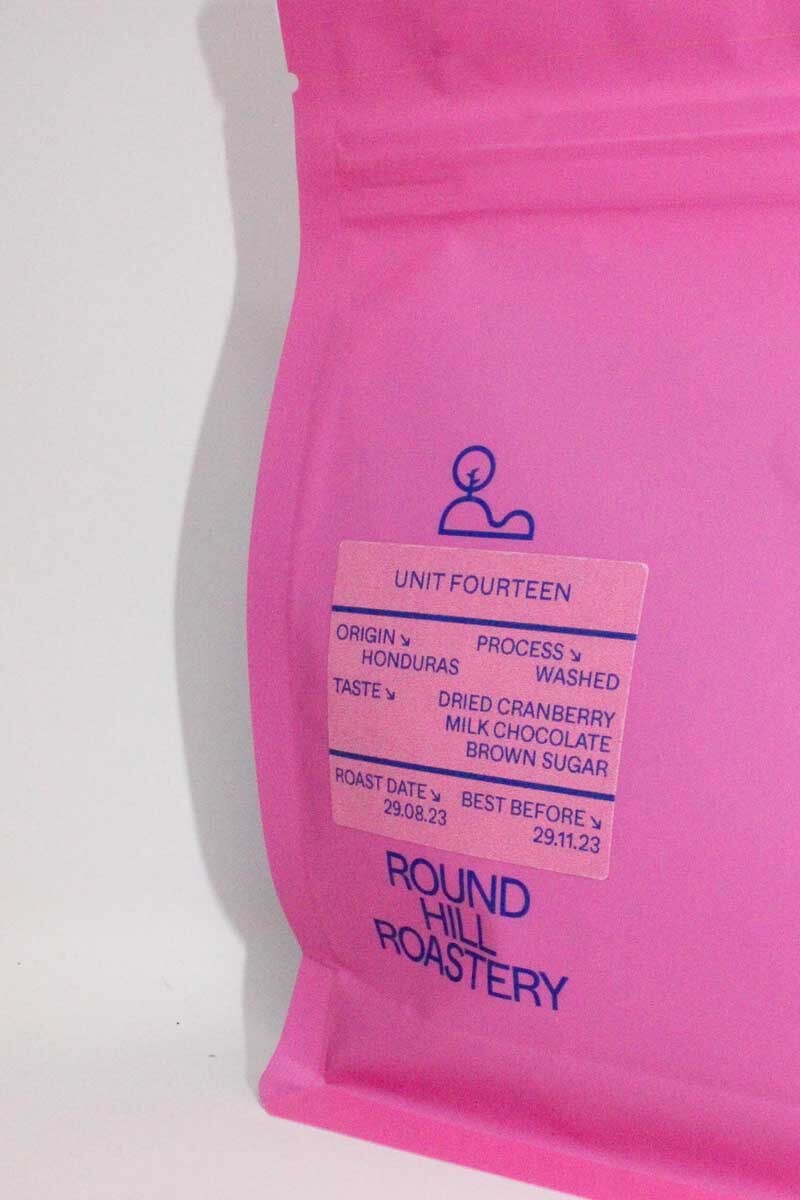 UNIT FOURTEEN
ORIGIN ↘ PROCESS ↘
HONDURAS WASHED
TASTE ↘ DRIED CRANBERRY
MILK CHOCOLATE
BROWN SUGAR
ROAST DATE ↘ BEST BEFORE ↘
29.08.23 29.11.23
ROUND
HILL
ROASTERY